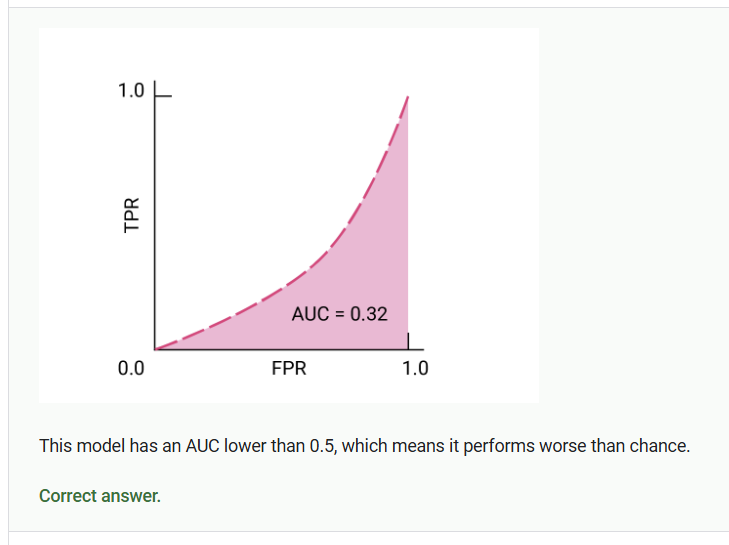 1.0
TPR
AUC = 0.32
0.0
FPR
1.0
This model has an AUC lower than 0.5, which means it performs worse than chance.
Correct answer.